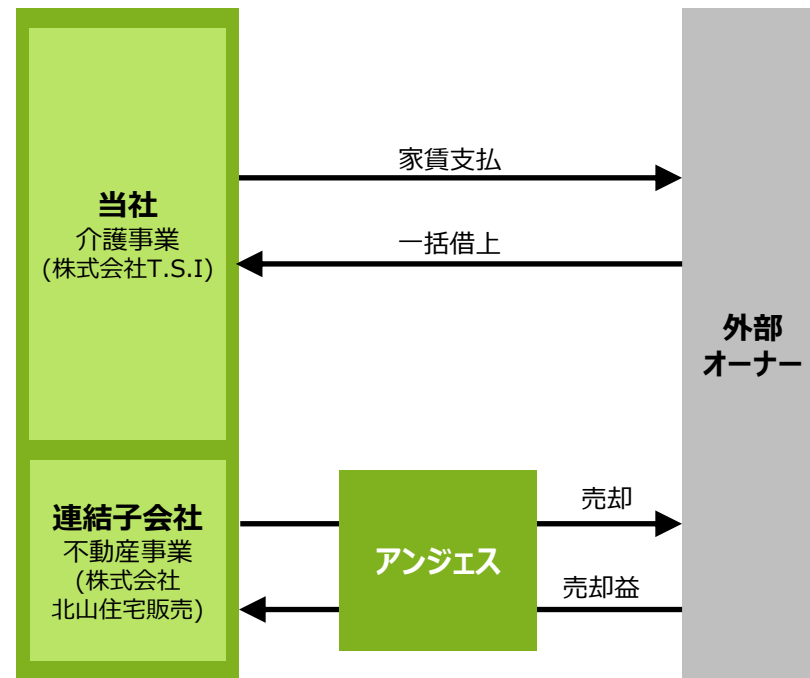 当社
介護事業
(株式会社T.S.I)
家賃支払
一括借上
外部
オーナー
連結子会社
不動産事業
(株式会社
北山住宅販売)
アンジェス
売却
売却益